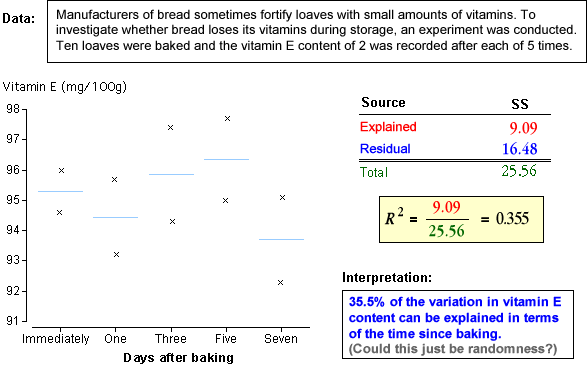 Data:
Manufacturers of bread sometimes fortify loaves with small amounts of vitamins. To
investigate whether bread loses its vitamins during storage, an experiment was conducted.
Ten loaves were baked and the vitamin E content of 2 was recorded after each of 5 times.
Vitamin E (mg/100g)
98
97
96
95
94
93
92
91
Immediately One Three Five Seven
Days after baking
Source SS
Explained 9.09
Residual 16.48
Total 25.56
R² = 9.09 / 25.56 = 0.355
Interpretation:
35.5% of the variation in vitamin E
content can be explained in terms
of the time since baking.
(Could this just be randomness?)